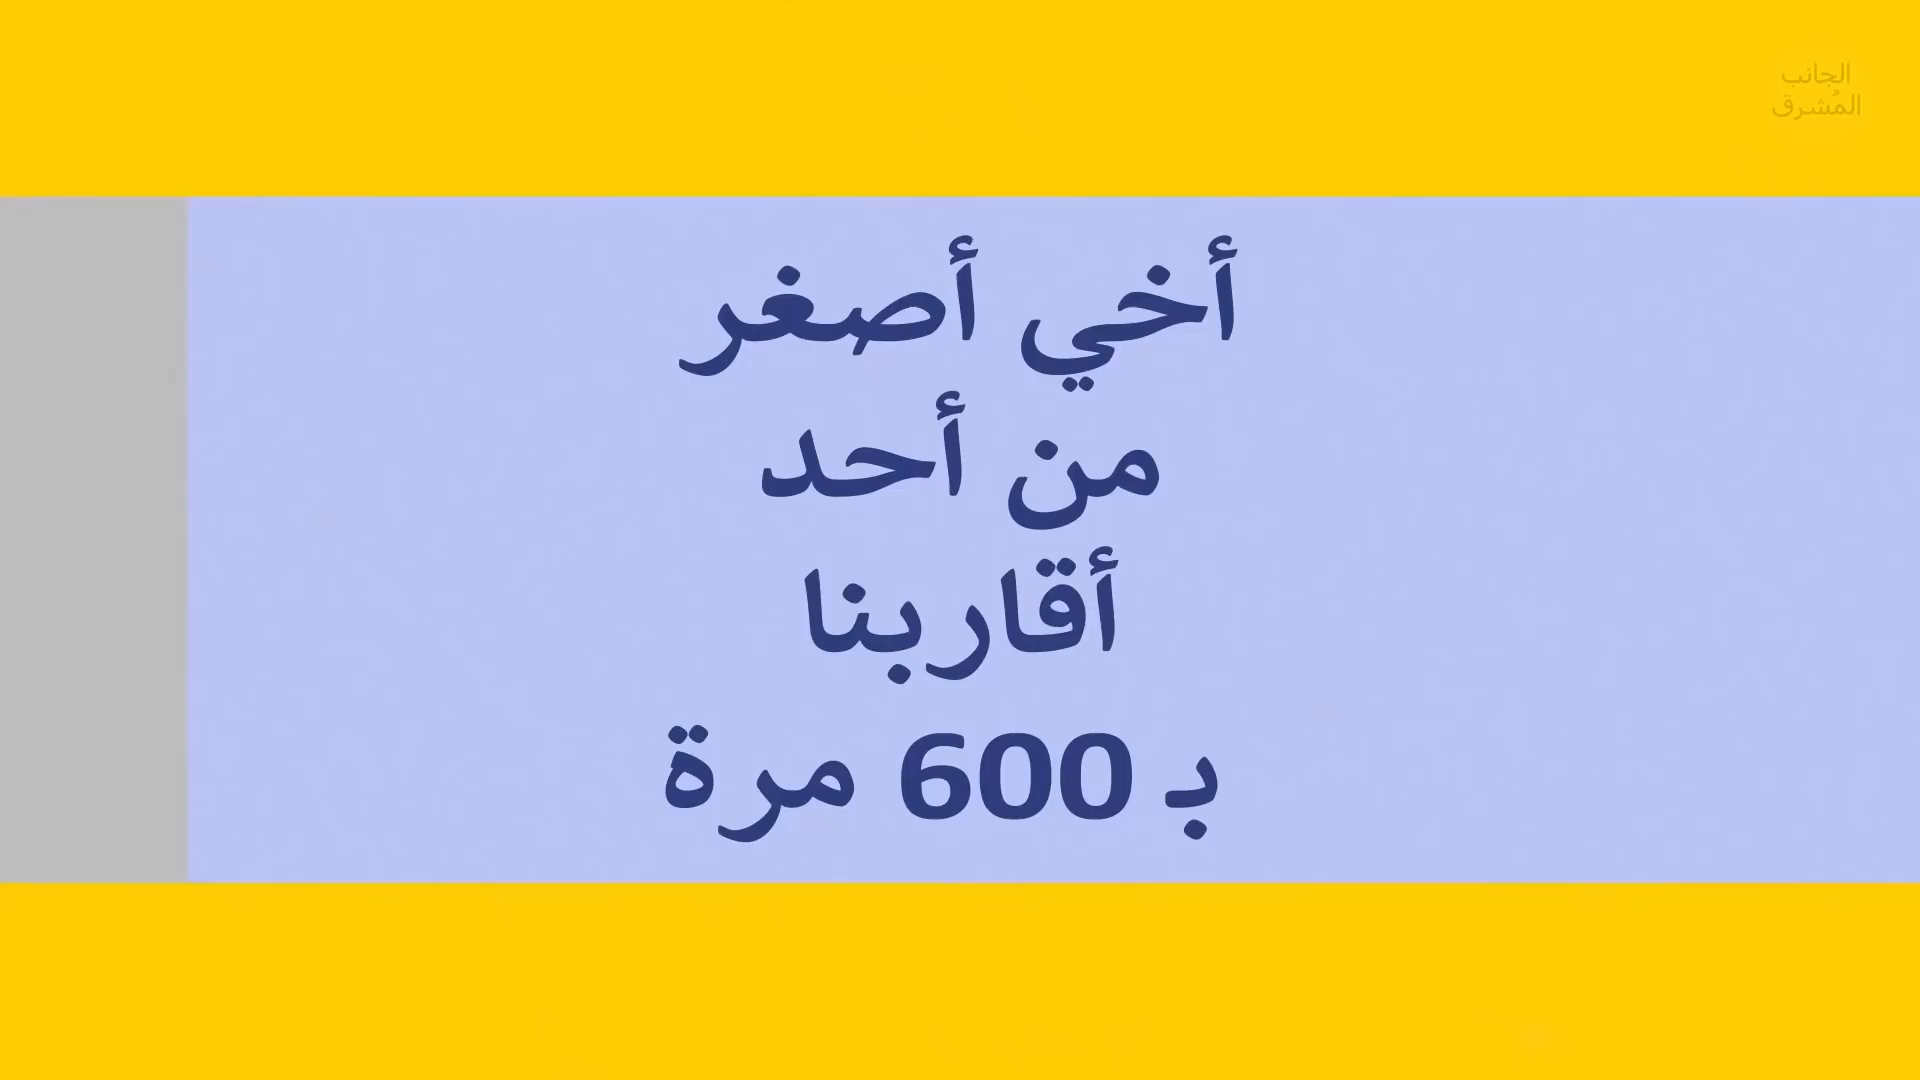 الجانب
المُشرق
أخي أصغر
من أحد
أقاربنا
بـ 600 مرة